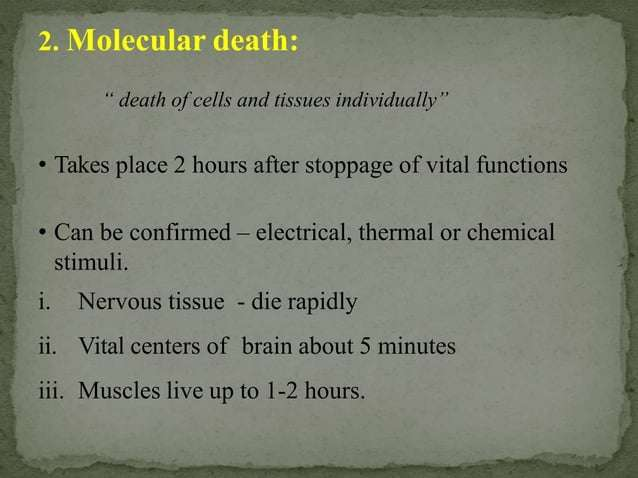 2. Molecular death:
“ death of cells and tissues individually”
• Takes place 2 hours after stoppage of vital functions
• Can be confirmed – electrical, thermal or chemical
stimuli.
i. Nervous tissue - die rapidly
ii. Vital centers of brain about 5 minutes
iii. Muscles live up to 1-2 hours.